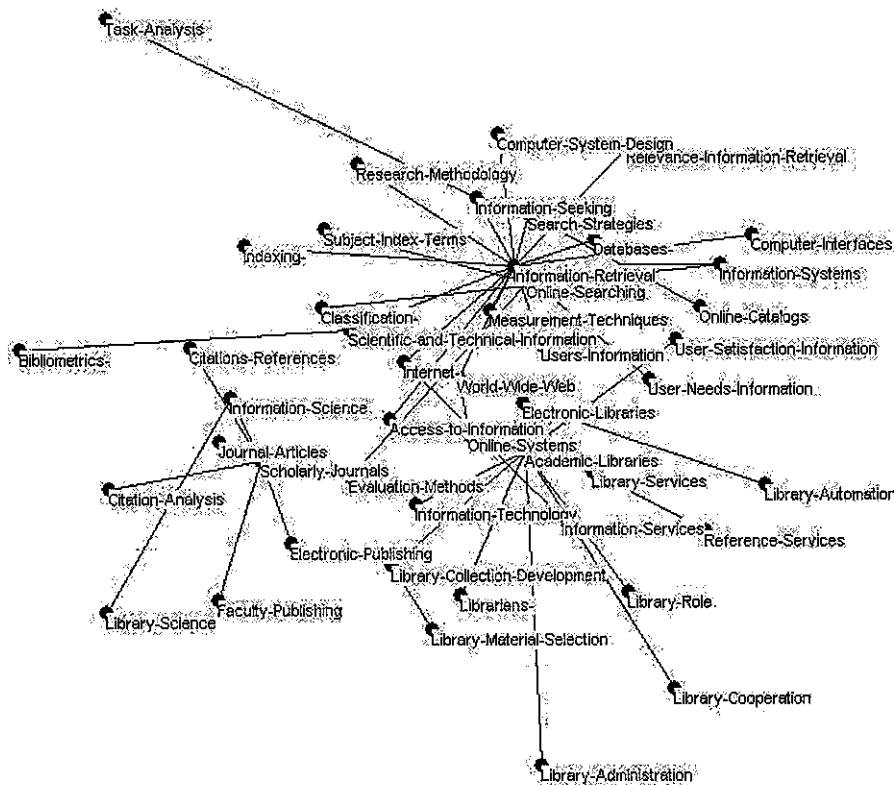 Task-Analysis
Computer-System-Design
Relevance-Information-Retrieval
Research-Methodology
Information-Seeking
Search-Strategies
Subject-Index-Terms
Databases-
Computer-Interfaces
Indexing-
Information-Retrieval
Information-Systems
Online-Searching
Classification-
Measurement-Techniques
Online-Catalogs
Scientific-and-Technical-Information
Bibliometrics-
Citations-References
Users-Information
User-Satisfaction-Information
Internet-
World-Wide-Web
User-Needs-Information
Information-Science
Electronic-Libraries
Access-to-Information
Journal-Articles
Online-Systems
Scholarly-Journals
Academic-Libraries
Evaluation-Methods
Library-Services
Citation-Analysis
Library-Automation
Information-Technology
Information-Services
Reference-Services
Electronic-Publishing
Library-Collection-Development
Library-Science
Faculty-Publishing
Librarians-
Library-Role
Library-Material-Selection
Library-Cooperation
Library-Administration